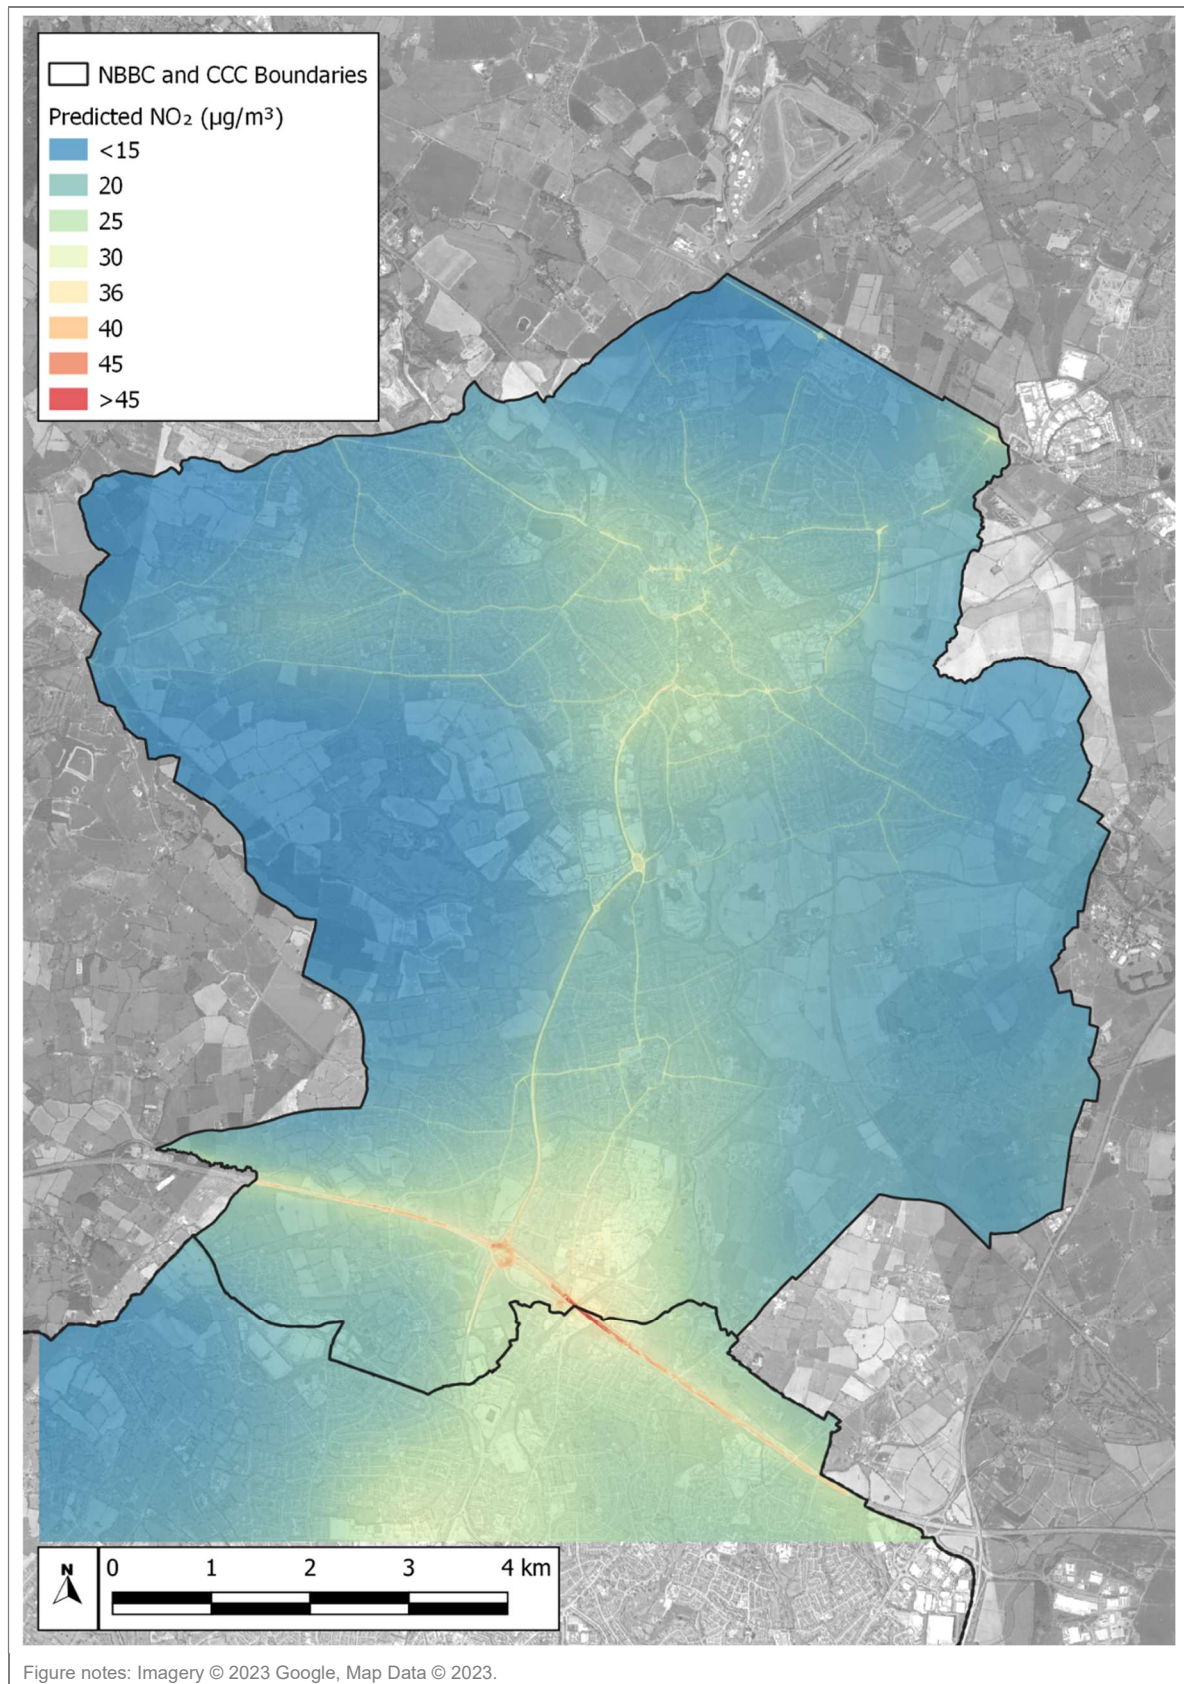 NBBC and CCC Boundaries
Predicted NO₂ (µg/m³)
<15
20
25
30
36
40
45
>45
N
0 1 2 3 4 km
Figure notes: Imagery © 2023 Google, Map Data © 2023.